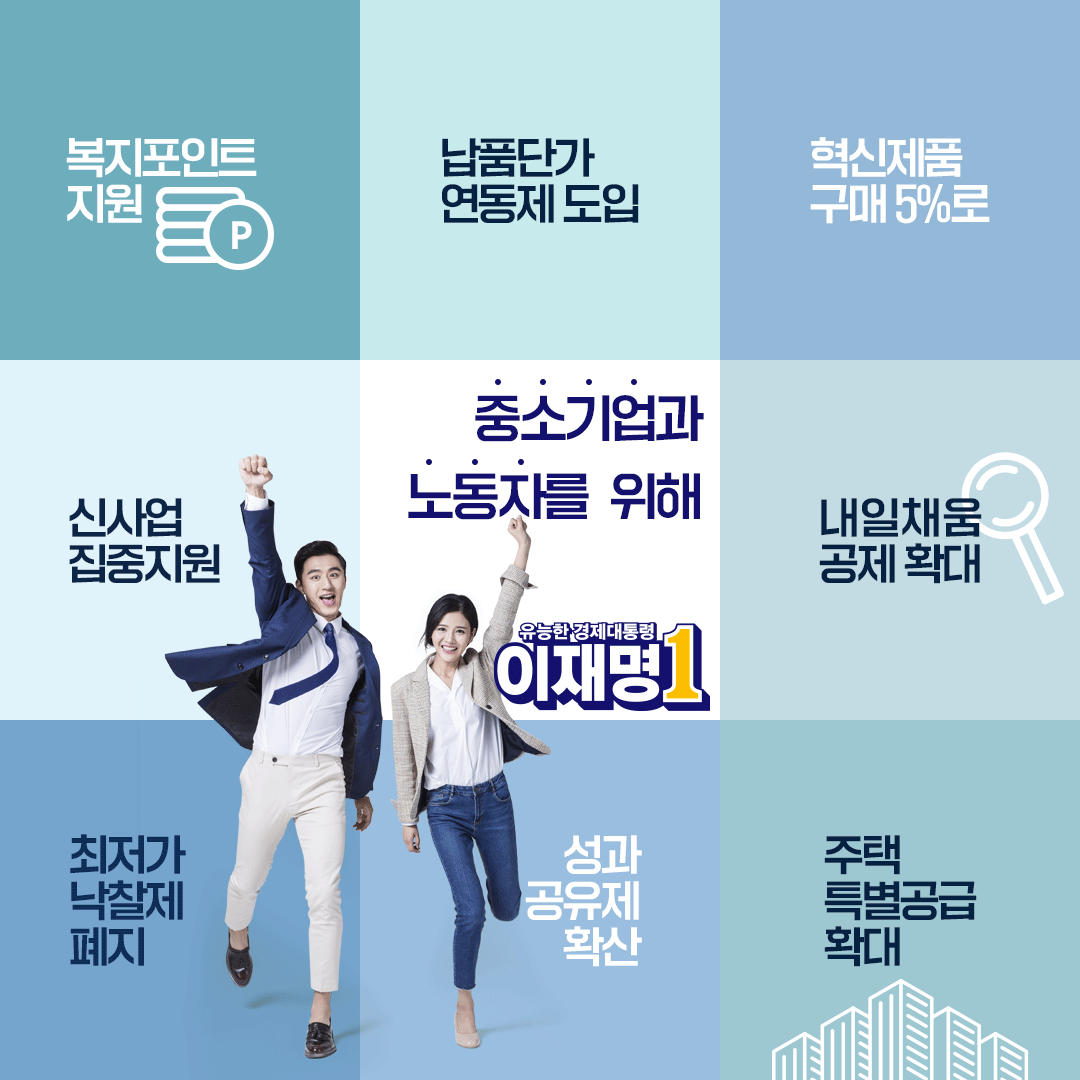 복지포인트
지원
P
납품단가
연동제 도입
혁신제품
구매 5%로
신사업
집중지원
중소기업과
노동자를 위해
유능한 경제대통령
이재명1
내일채움
공제 확대
최저가
낙찰제
폐지
성과
공유제
확산
주택
특별공급
확대